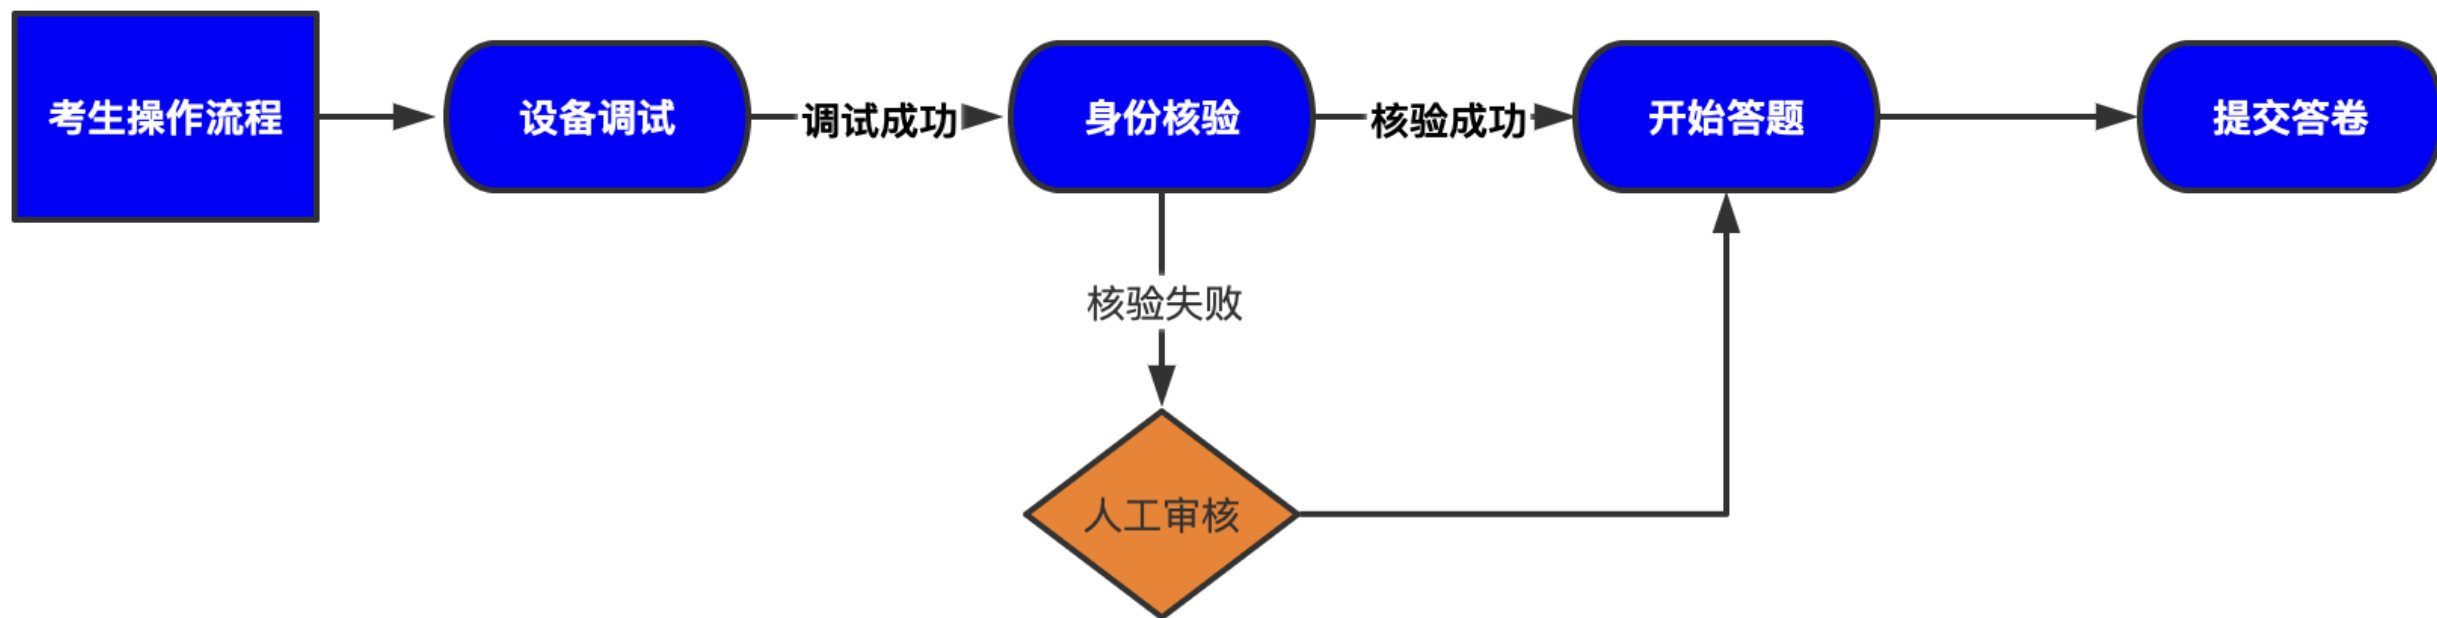 考生操作流程
设备调试
调试成功
身份核验
核验成功
开始答题
提交答卷
核验失败
人工审核